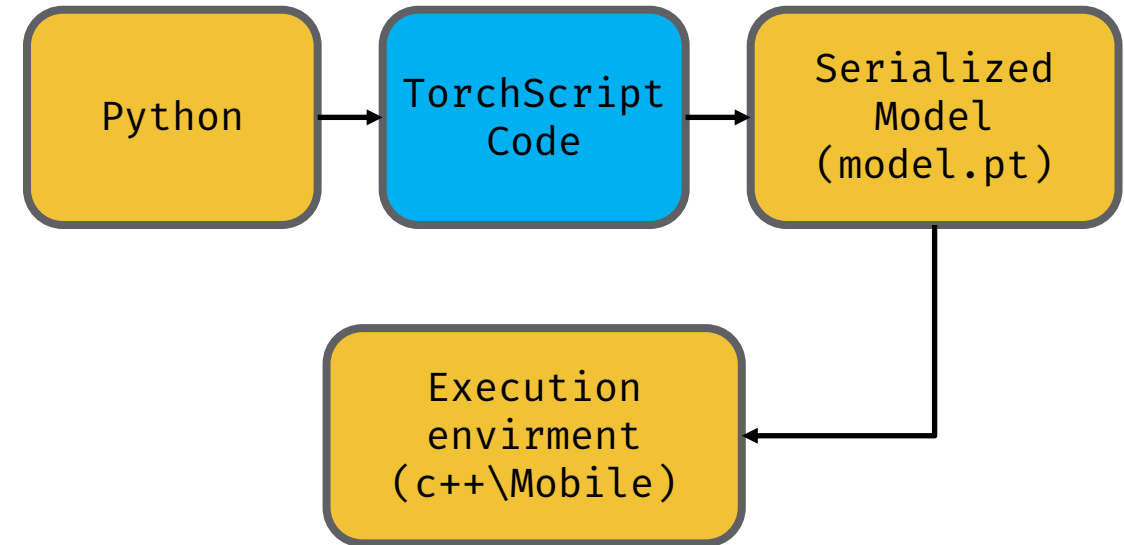 Python
TorchScript
Code
Serialized
Model
(model.pt)
Execution
envirment
(c++\Mobile)